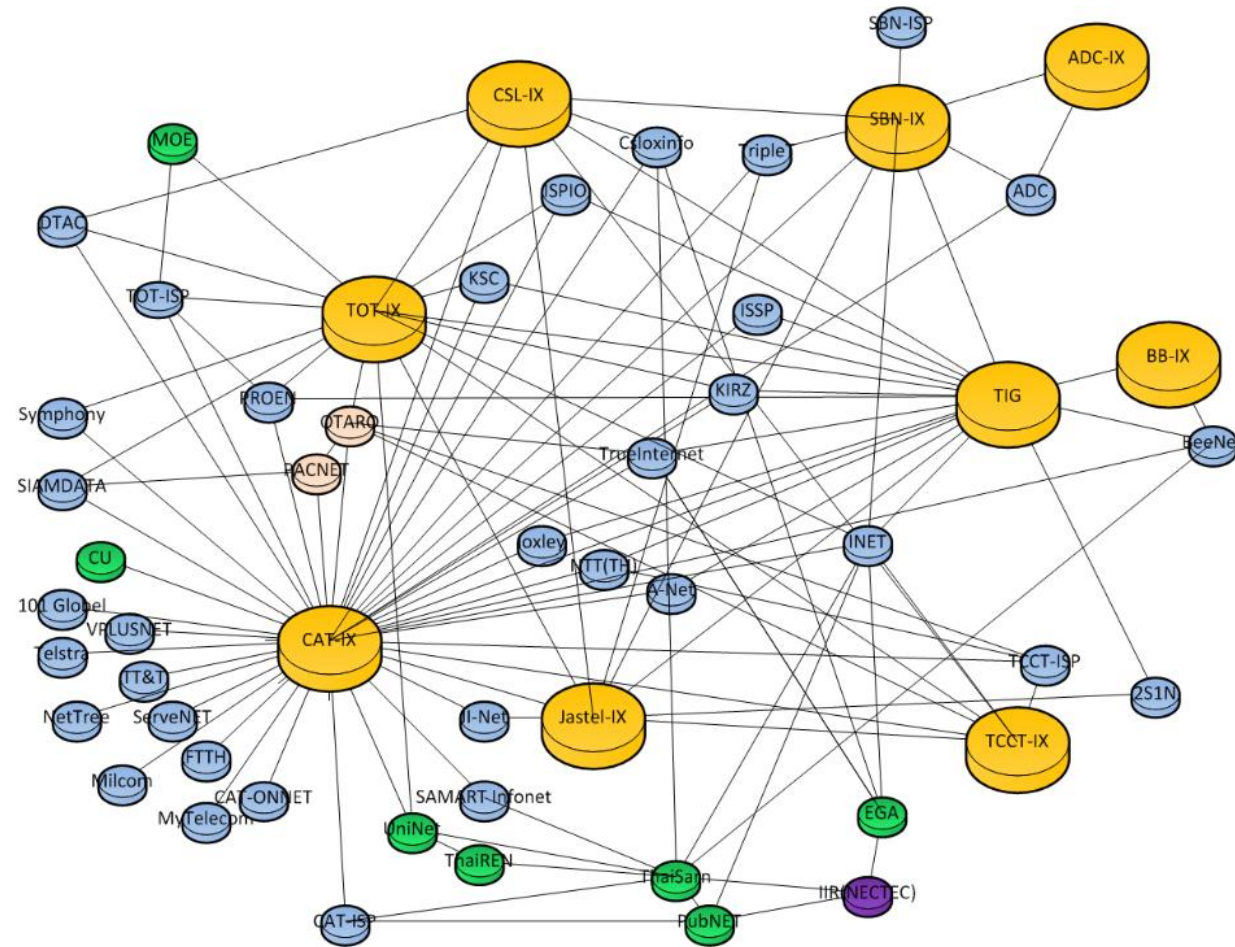 SBN-ISP
ADC-IX
CSL-IX
SBN-IX
MOE
Csloxinfo
Triple
ISPIO
ADC
DTAC
KSC
TOT-ISP
TOT-IX
ISSP
BB-IX
KIRZ
TIG
PROEN
Symphony
OTARO
BeeNe
TrueInternet
PACNET
SIAMDATA
Loxley
INET
CU
NTT(TH)
A-Net
101 Globel
VPLUSNET
CAT-IX
Telstra
TCCT-ISP
TT&T
2S1N
NetTree
ServeNET
JI-Net
Jastel-IX
TCCT-IX
FTTH
Milcom
CAT-ONNET
SAMART Infonet
MyTelecom
UniNet
EGA
ThaiREN
ThaiSarn
IIR(NECTEC)
CAT-ISP
PubNET